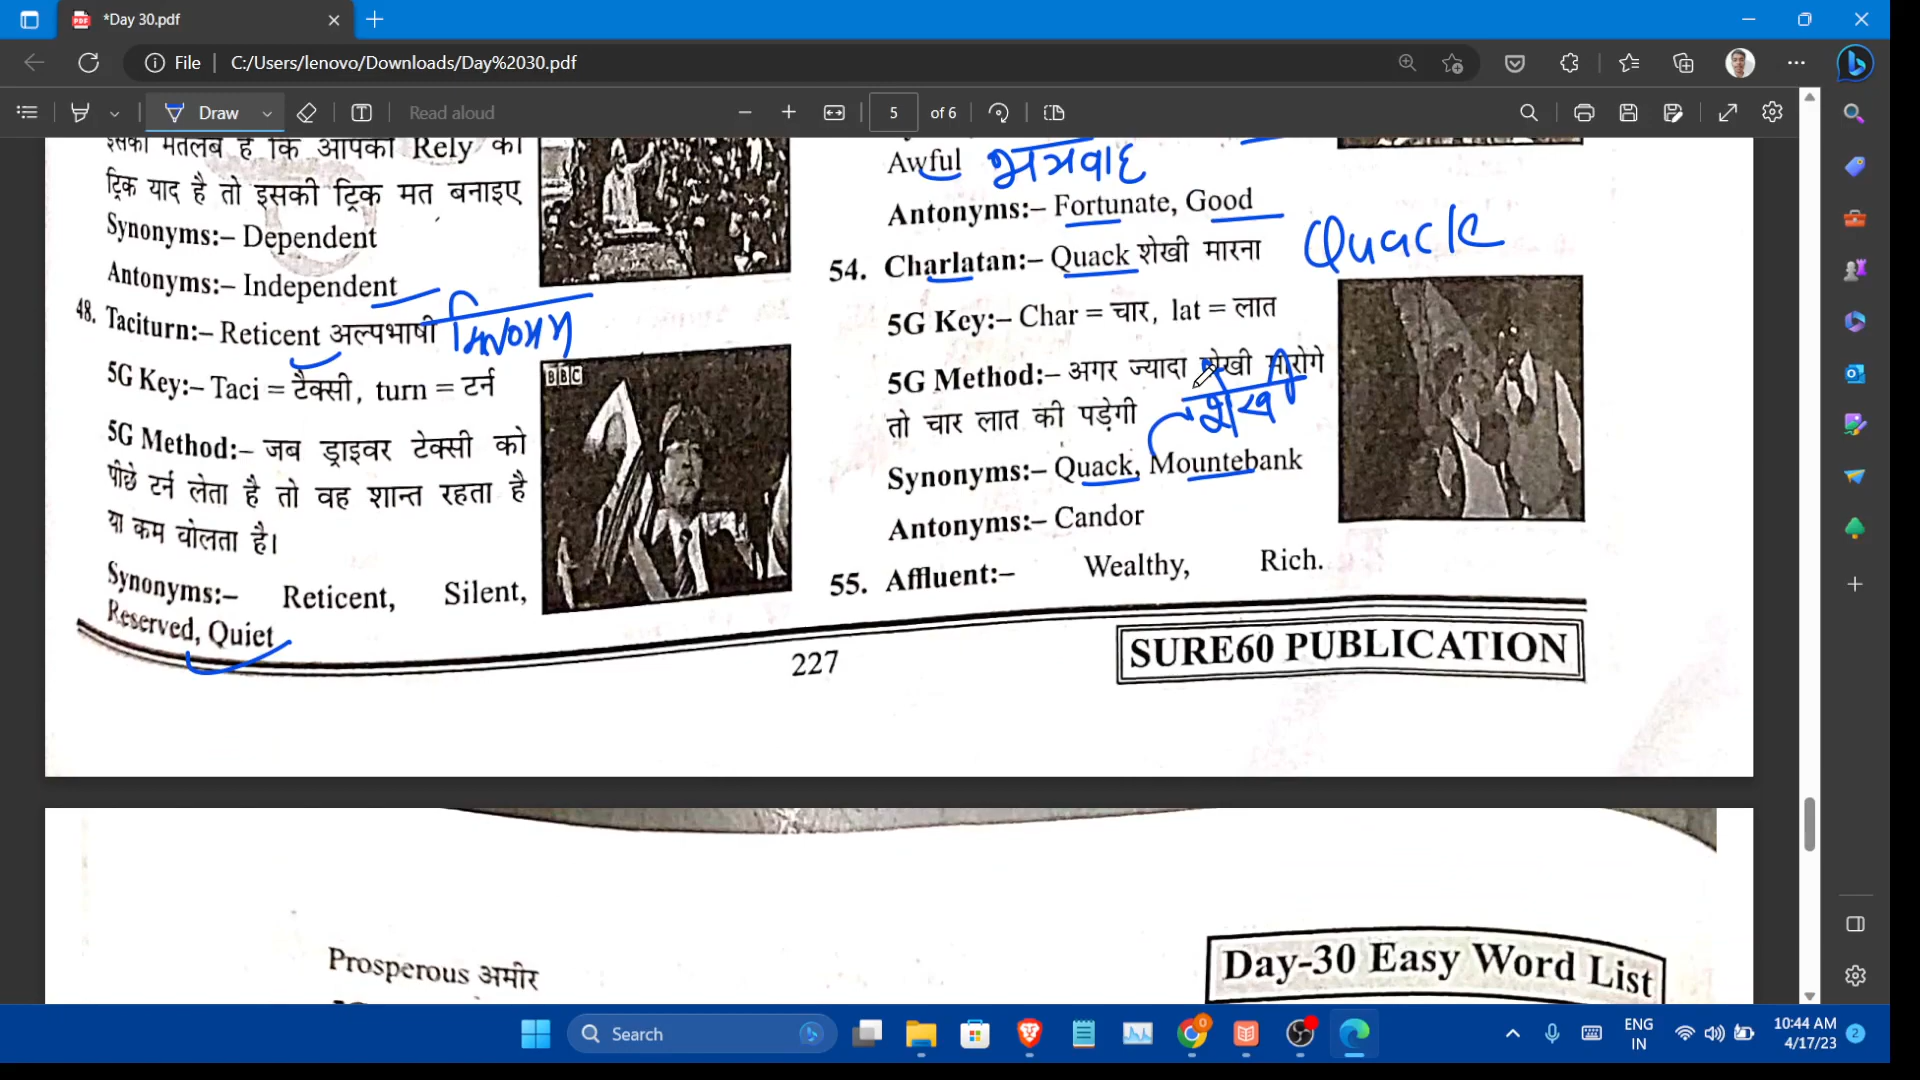 *Day 30.pdf
File
C:/Users/lenovo/Downloads/Day%2030.pdf
Draw
Read aloud
5 of 6
इसका मतलब है कि आपको Rely की
ट्रिक याद है तो इसकी ट्रिक मत बनाइए
Synonyms:– Dependent
Antonyms:– Independent
48. Taciturn:– Reticent अल्पभाषी
5G Key:– Taci = टैक्सी, turn = टर्न
5G Method:– जब ड्राइवर टेक्सी को
पीछे टर्न लेता है तो वह शान्त रहता है
या कम बोलता है।
Synonyms:– Reticent, Silent,
Reserved, Quiet
BBC
Awful
Antonyms:– Fortunate, Good
54. Charlatan:– Quack शेखी मारना
Quack
5G Key:– Char = चार, lat = लात
5G Method:– अगर ज्यादा शेखी मारोगे
तो चार लात की पड़ेगी
शेखी
Synonyms:– Quack, Mountebank
Antonyms:– Candor
55. Affluent:– Wealthy, Rich.
227
SURE60 PUBLICATION
Prosperous अमीर
Day-30 Easy Word List
Search
ENG
IN
10:44 AM
4/17/23
2